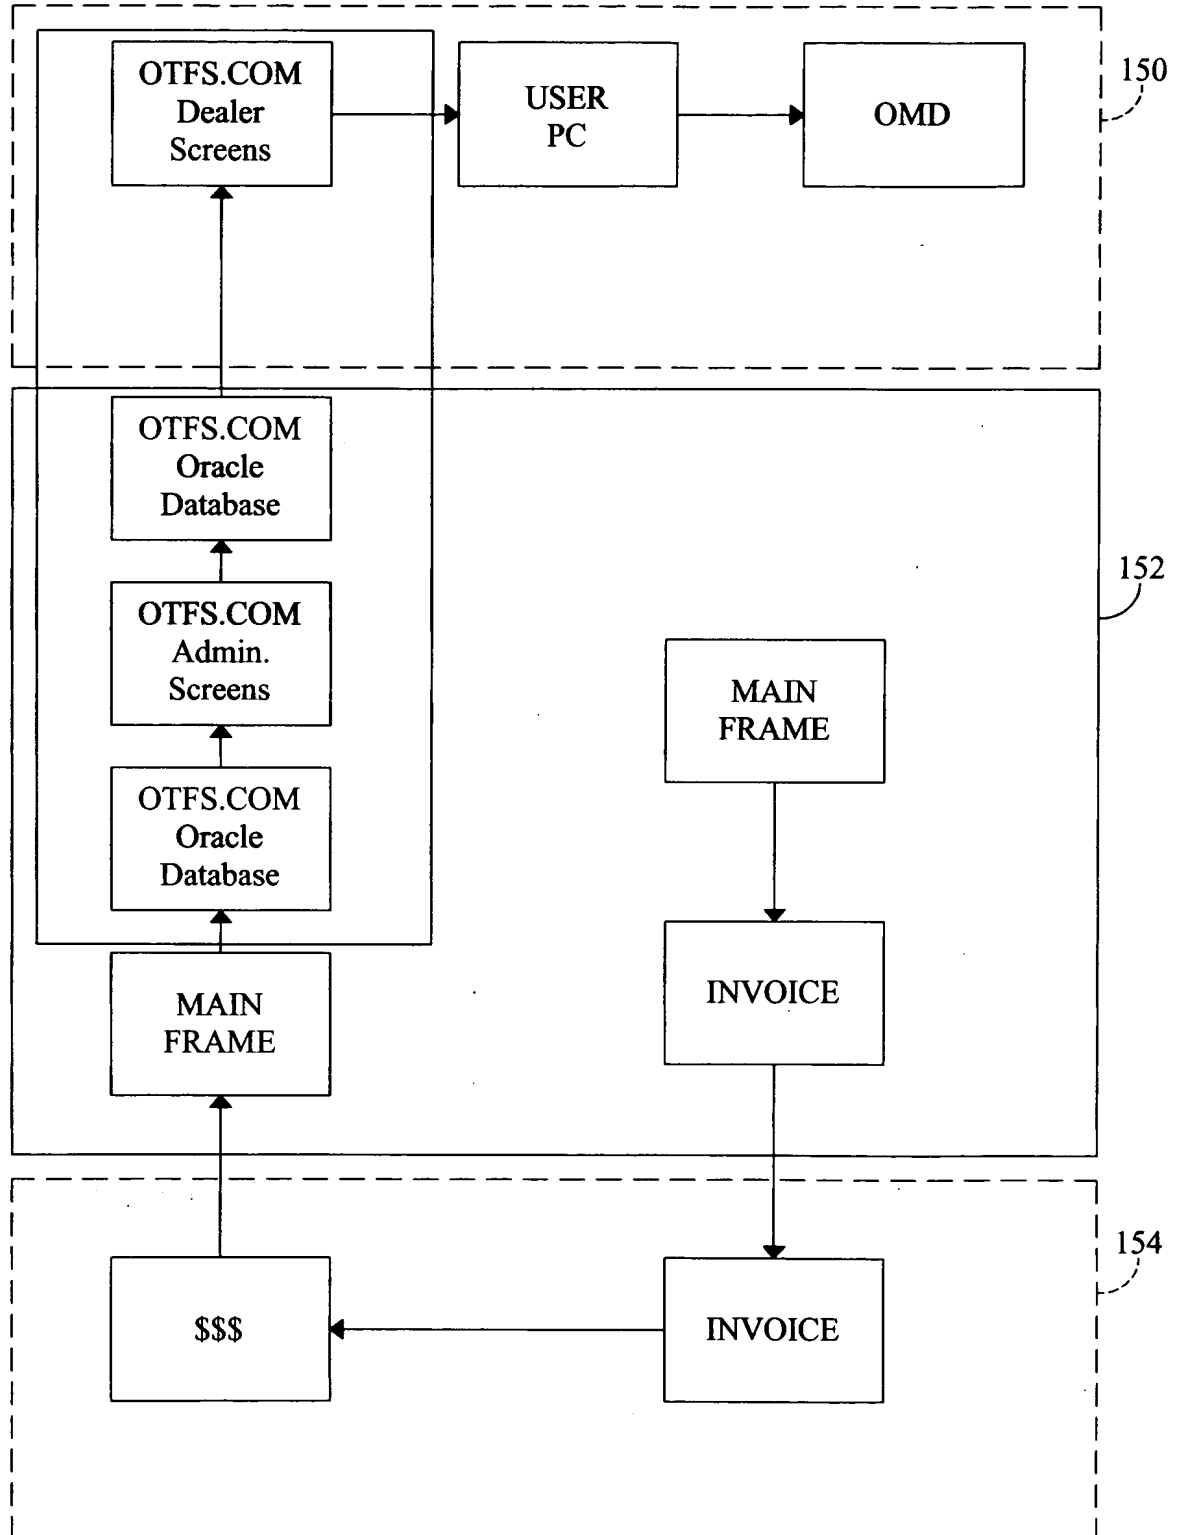 OTFS.COM
Dealer
Screens
USER
PC
OMD
150
OTFS.COM
Oracle
Database
OTFS.COM
Admin.
Screens
152
MAIN
FRAME
OTFS.COM
Oracle
Database
INVOICE
MAIN
FRAME
154
$$$
INVOICE